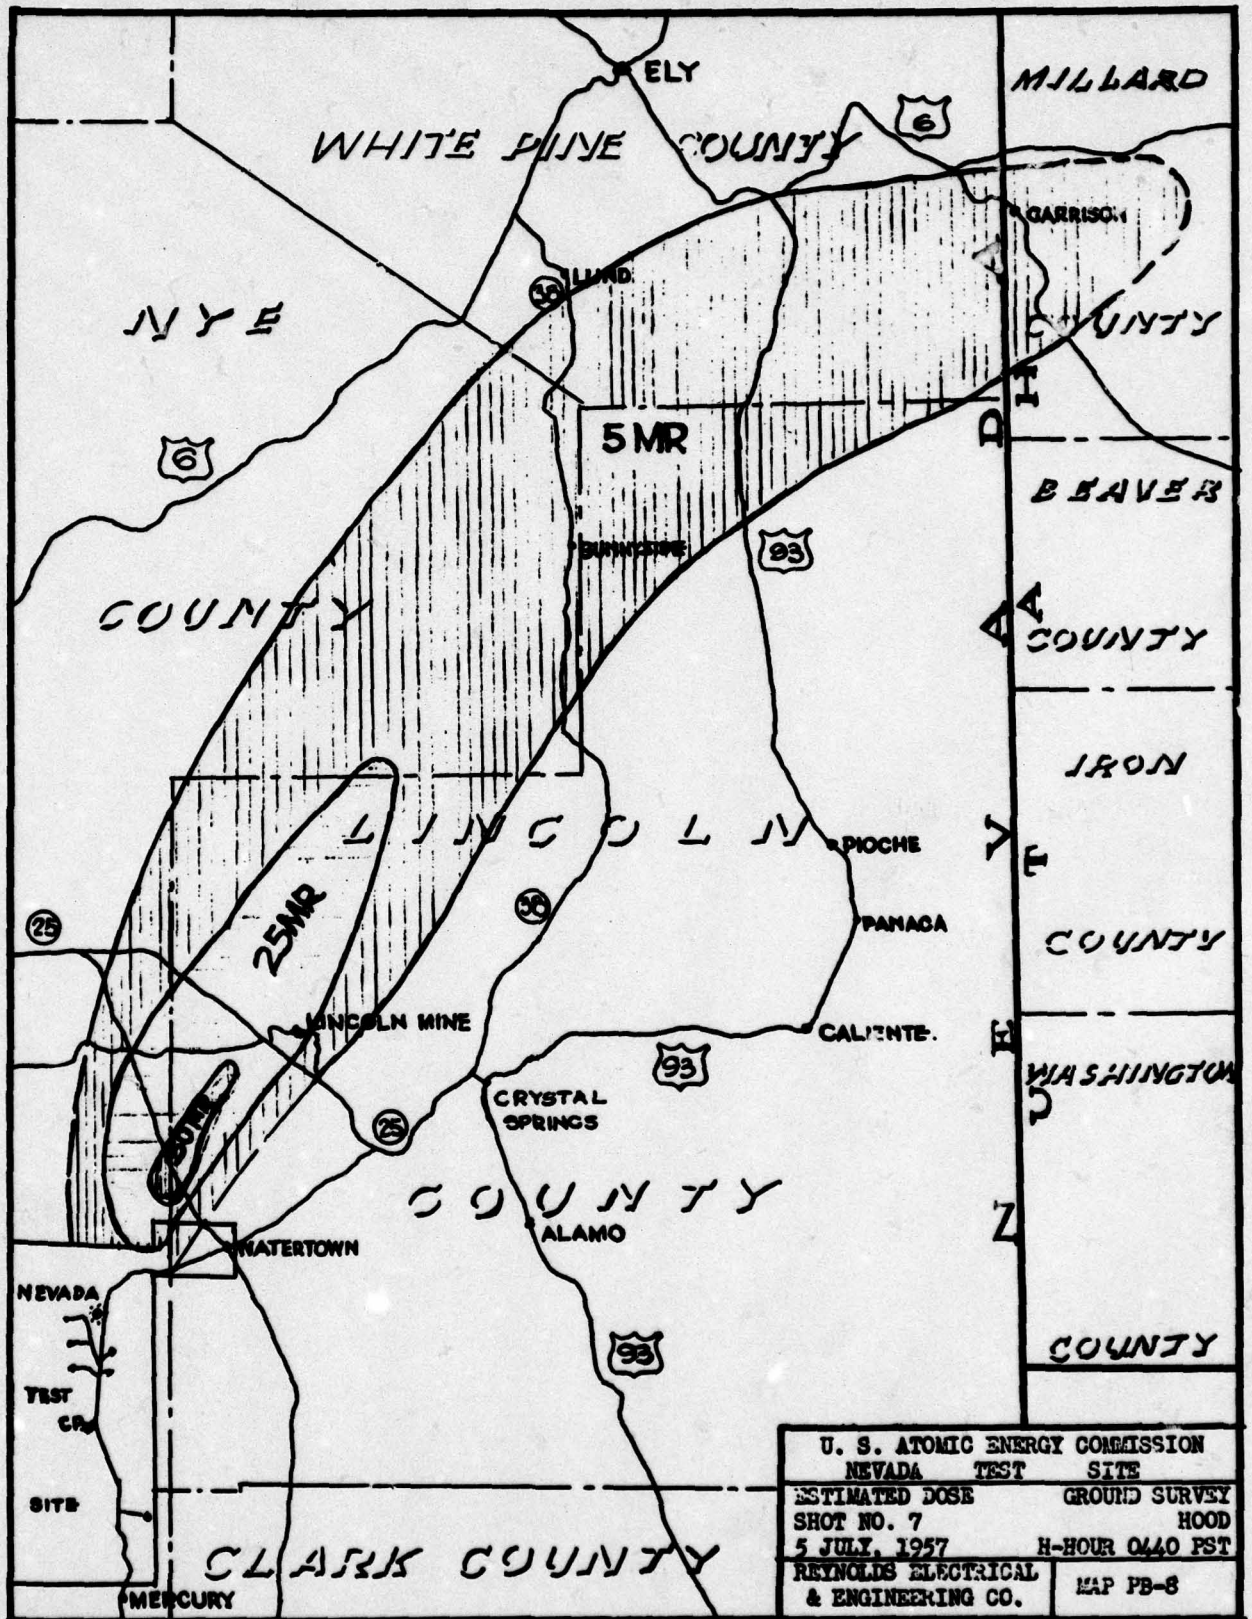 ELY
MILLARD
6
WHITE PINE COUNTY
GARRISON
LUND
38
NYE
COUNTY
5 MR
6
BEAVER
SUNNYSIDE
93
COUNTY
COUNTY
IRON
LINCOLN
PIOCHE
25MR
38
PANACA
25
COUNTY
LINCOLN MINE
CALIENTE.
93
WASHINGTON
CRYSTAL
SPRINGS
25
COUNTY
ALAMO
WATERTOWN
NEVADA
UTAH
NEVADA
TEST
CP
SITE
93
COUNTY
CLARK COUNTY
MERCURY
U. S. ATOMIC ENERGY COMMISSION
NEVADA TEST SITE
ESTIMATED DOSE GROUND SURVEY
SHOT NO. 7 HOOD
5 JULY, 1957 H-HOUR 0440 PST
REYNOLDS ELECTRICAL
& ENGINEERING CO.
MAP PB-8